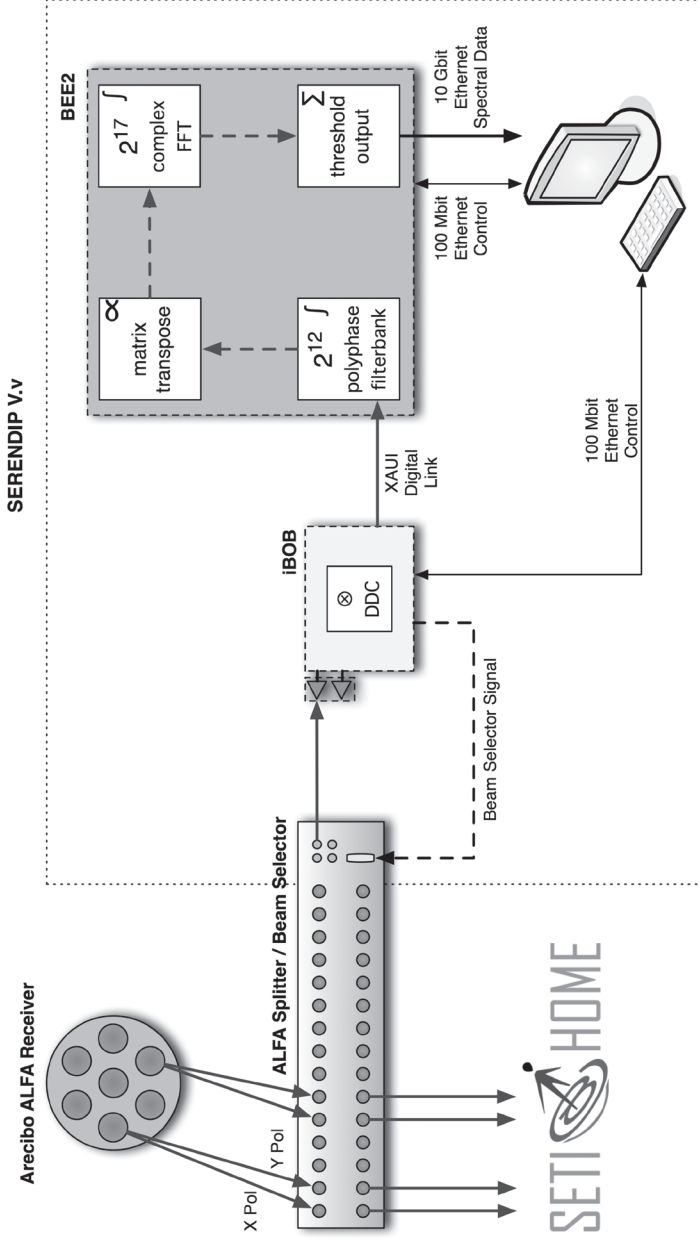 SERENDIP V.v
Arecibo ALFA Receiver
X Pol
Y Pol
ALFA Splitter / Beam Selector
Beam Selector Signal
iBOB
⊗
DDC
XAUI
Digital
Link
BEE2
matrix
transpose
∝
2^17 ∫
complex
FFT
2^12 ∫
polyphase
filterbank
Σ
threshold
output
100 Mbit
Ethernet
Control
10 Gbit
Ethernet
Spectral Data
100 Mbit
Ethernet
Control
SETI HOME